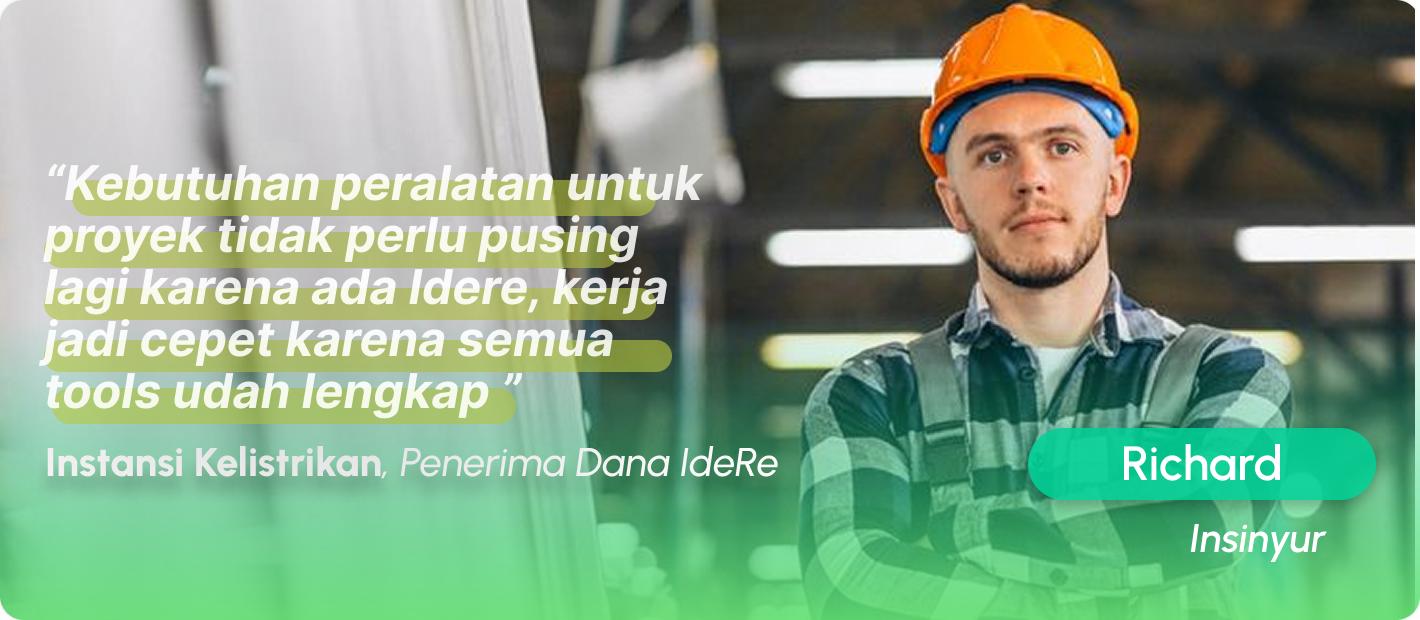 “Kebutuhan peralatan untuk
proyek tidak perlu pusing
lagi karena ada Idere, kerja
jadi cepet karena semua
tools udah lengkap ”
Instansi Kelistrikan, Penerima Dana IdeRe
Richard
Insinyur